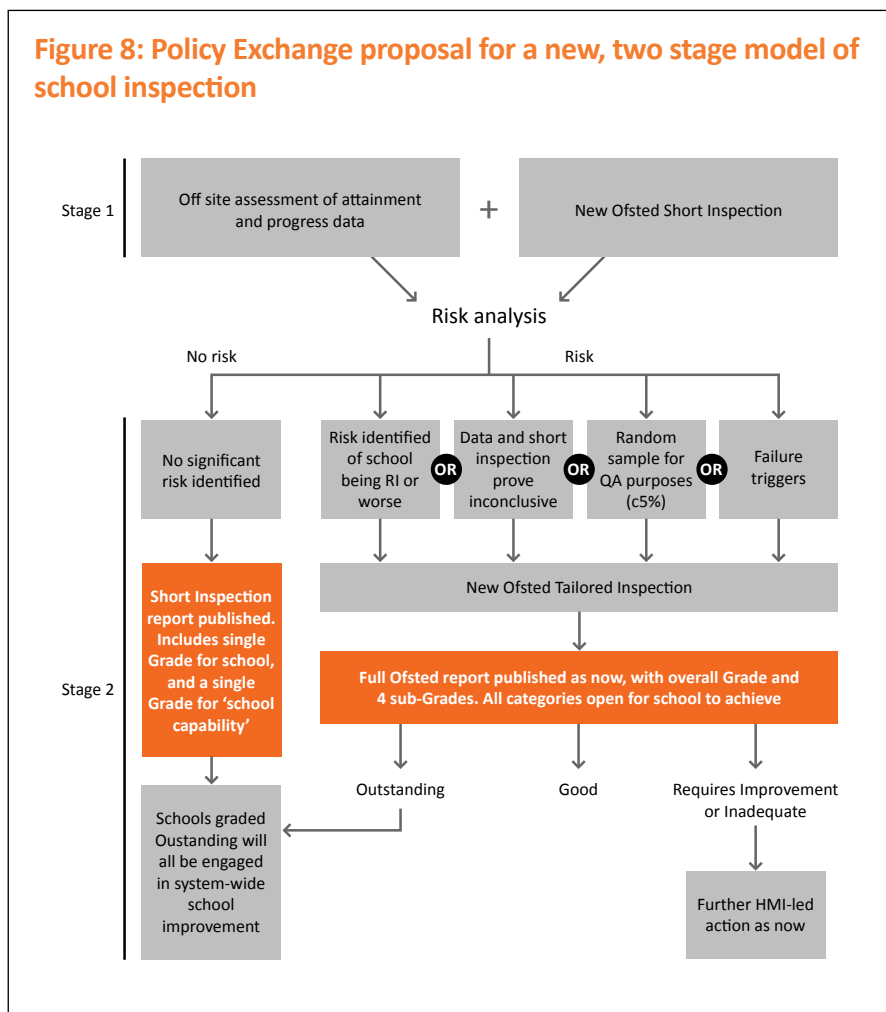 Figure 8: Policy Exchange proposal for a new, two stage model of
school inspection
Stage 1
Off site assessment of attainment
and progress data
+
New Ofsted Short Inspection
Risk analysis
No risk
Risk
Stage 2
No significant
risk identified
Risk identified
of school
being RI or
worse
OR
Data and short
inspection
prove
inconclusive
OR
Random
sample for
QA purposes
(c5%)
OR
Failure
triggers
New Ofsted Tailored Inspection
Short Inspection
report published.
Includes single
Grade for school,
and a single
Grade for ‘school
capability’
Full Ofsted report published as now, with overall Grade and
4 sub-Grades. All categories open for school to achieve
Outstanding
Good
Requires Improvement
or Inadequate
Schools graded
Oustanding will
all be engaged
in system-wide
school
improvement
Further HMI-led
action as now